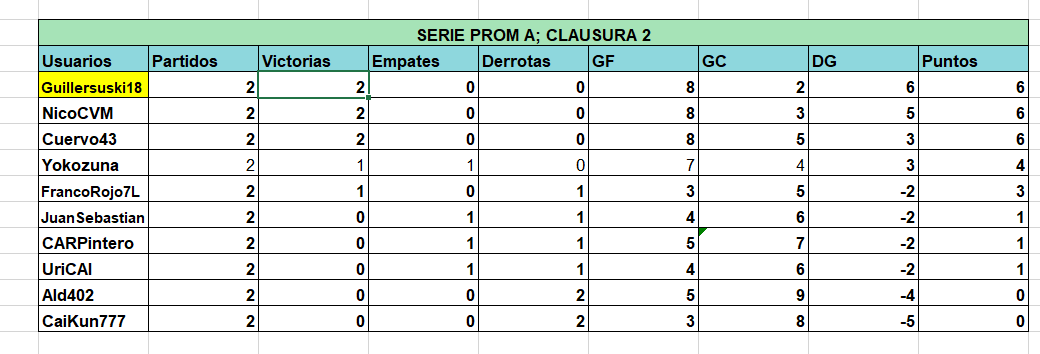 SERIE PROM A; CLAUSURA 2
Usuarios Partidos Victorias Empates Derrotas GF GC DG Puntos
Guillersuski18 2 2 0 0 8 2 6 6
NicoCVM 2 2 0 0 8 3 5 6
Cuervo43 2 2 0 0 8 5 3 6
Yokozuna 2 1 1 0 7 4 3 4
FrancoRojo7L 2 1 0 1 3 5 -2 3
JuanSebastian 2 0 1 1 4 6 -2 1
CARPintero 2 0 1 1 5 7 -2 1
UriCAI 2 0 1 1 4 6 -2 1
Ald402 2 0 0 2 5 9 -4 0
CaiKun777 2 0 0 2 3 8 -5 0